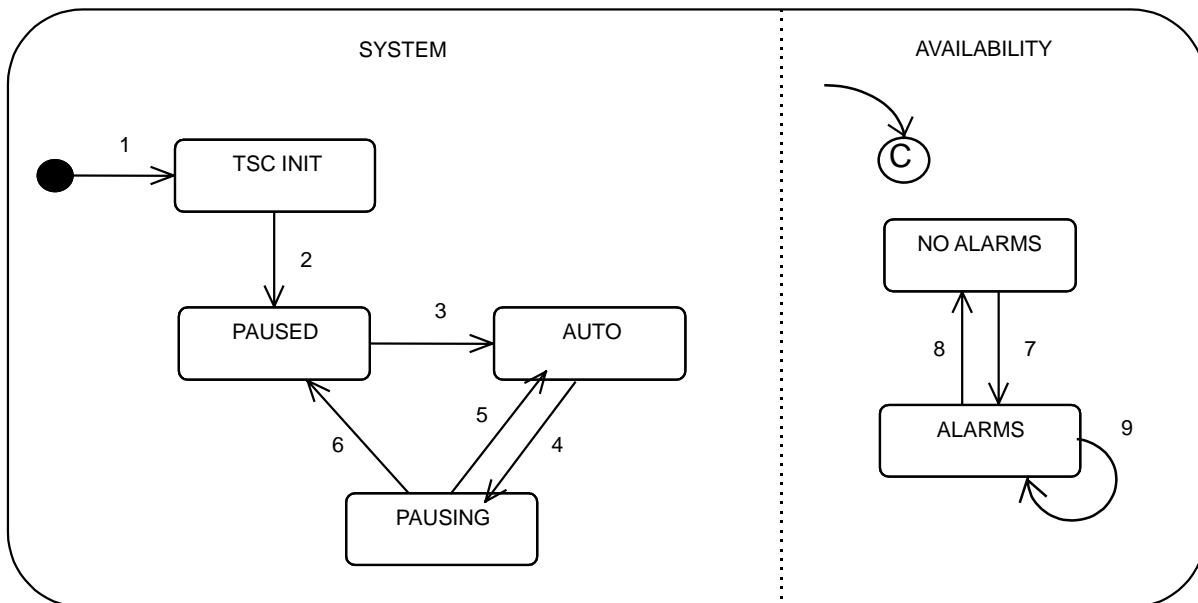 SYSTEM
AVAILABILITY
1
TSC INIT
C
2
NO ALARMS
PAUSED
3
AUTO
8
7
6
5
4
ALARMS
9
PAUSING